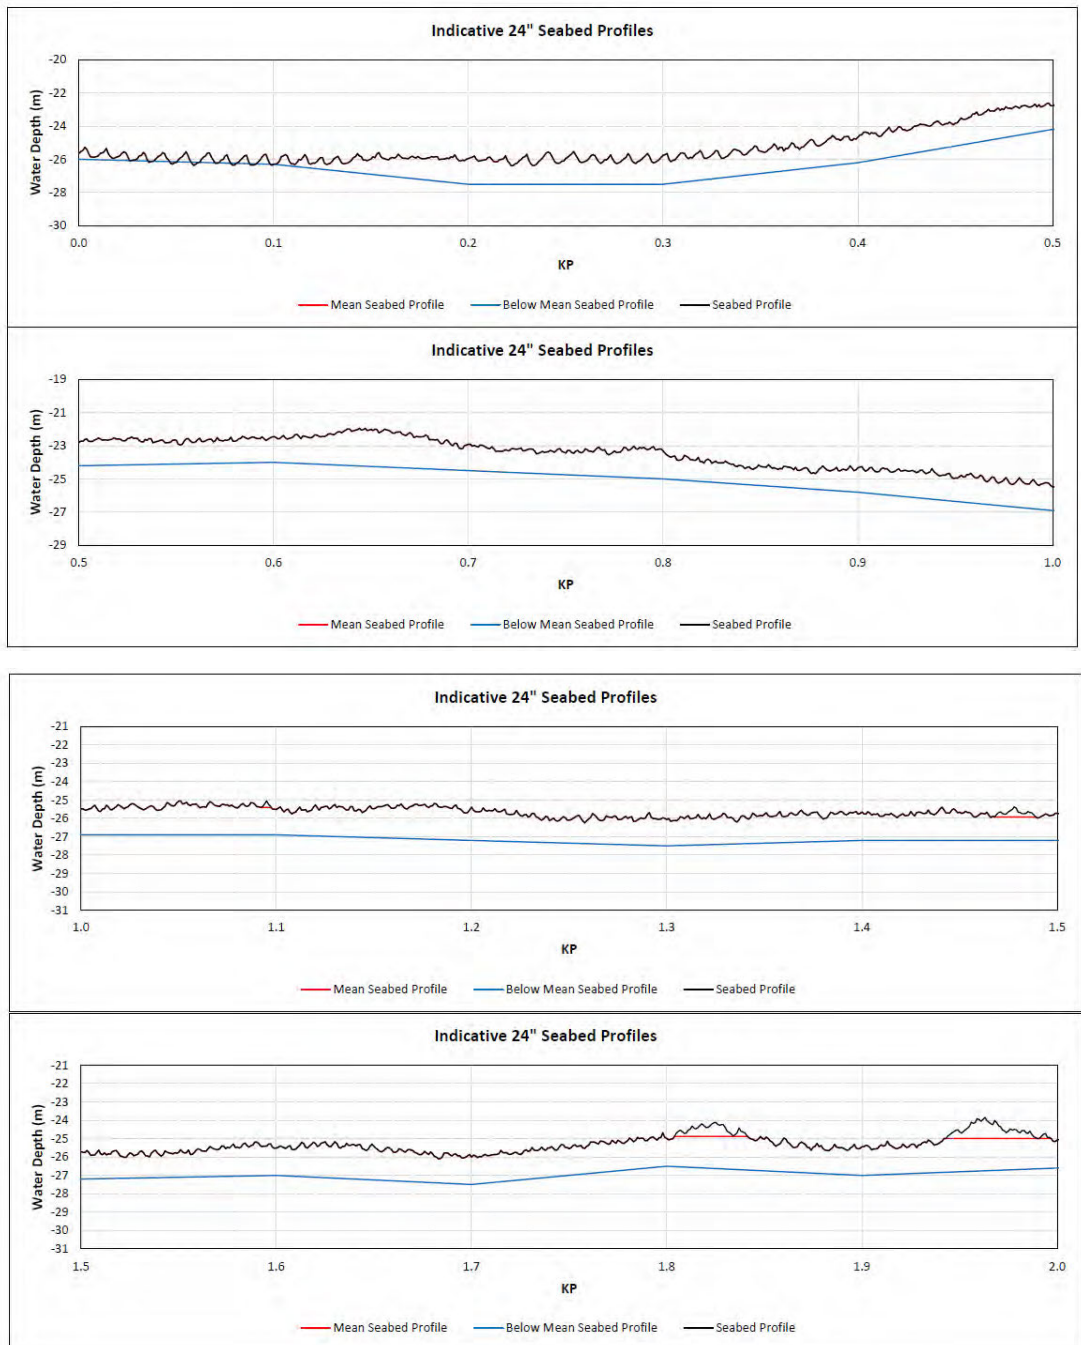 Indicative 24" Seabed Profiles
Water Depth (m)
-20
-22
-24
-26
-28
-30
0.0 0.1 0.2 0.3 0.4 0.5
KP
Mean Seabed Profile Below Mean Seabed Profile Seabed Profile
Indicative 24" Seabed Profiles
Water Depth (m)
-19
-21
-23
-25
-27
-29
0.5 0.6 0.7 0.8 0.9 1.0
KP
Mean Seabed Profile Below Mean Seabed Profile Seabed Profile
Indicative 24" Seabed Profiles
Water Depth (m)
-21
-22
-23
-24
-25
-26
-27
-28
-29
-30
-31
1.0 1.1 1.2 1.3 1.4 1.5
KP
Mean Seabed Profile Below Mean Seabed Profile Seabed Profile
Indicative 24" Seabed Profiles
Water Depth (m)
-21
-22
-23
-24
-25
-26
-27
-28
-29
-30
-31
1.5 1.6 1.7 1.8 1.9 2.0
KP
Mean Seabed Profile Below Mean Seabed Profile Seabed Profile